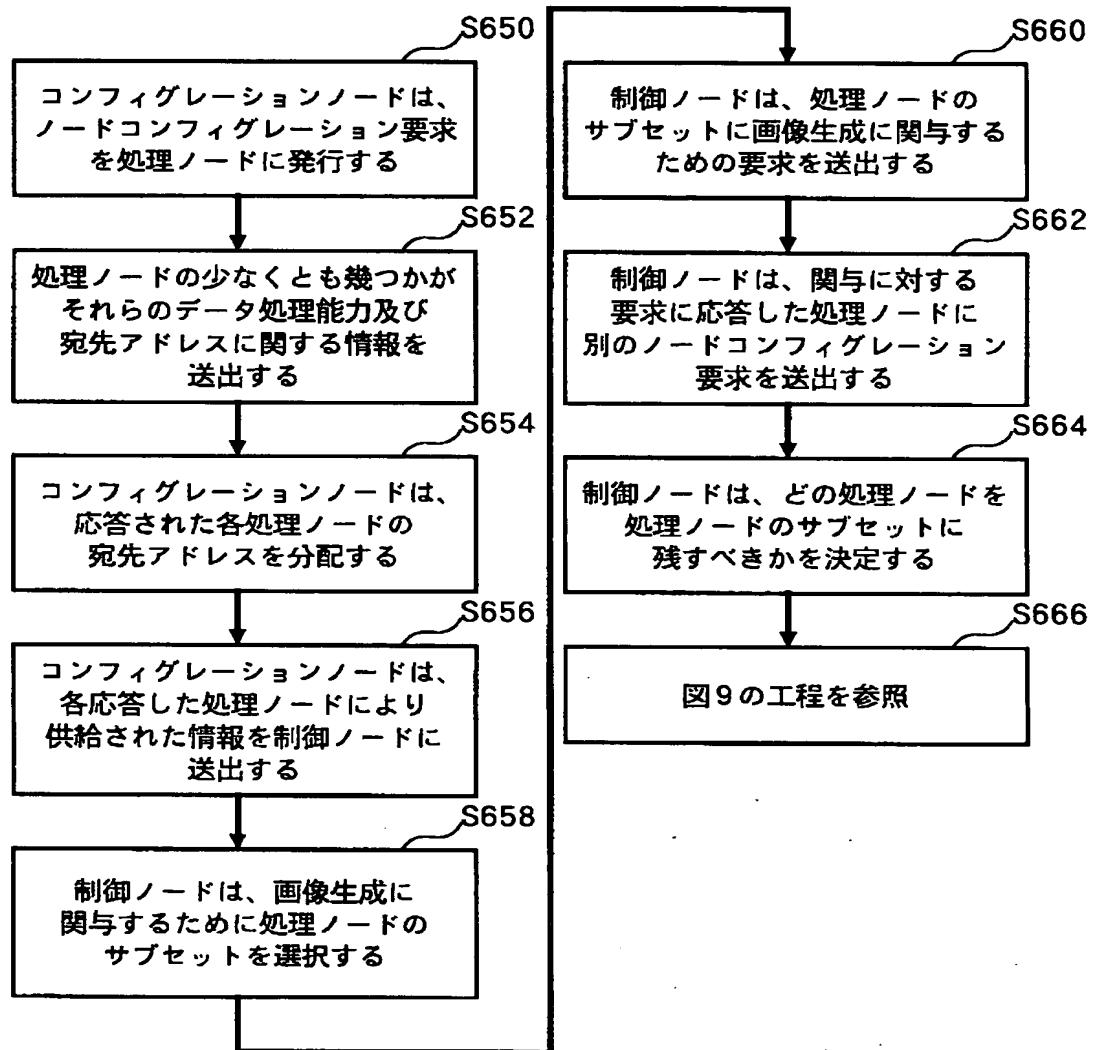 S650
コンフィグレーションノードは、
ノードコンフィグレーション要求
を処理ノードに発行する
S652
処理ノードの少なくとも幾つかが
それらのデータ処理能力及び
宛先アドレスに関する情報を
送出する
S654
コンフィグレーションノードは、
応答された各処理ノードの
宛先アドレスを分配する
S656
コンフィグレーションノードは、
各応答した処理ノードにより
供給された情報を制御ノードに
送出する
S658
制御ノードは、画像生成に
関与するために処理ノードの
サブセットを選択する
S660
制御ノードは、処理ノードの
サブセットに画像生成に関与する
ための要求を送出する
S662
制御ノードは、関与に対する
要求に応答した処理ノードに
別のノードコンフィグレーション
要求を送出する
S664
制御ノードは、どの処理ノードを
処理ノードのサブセットに
残すべきかを決定する
S666
図9の工程を参照